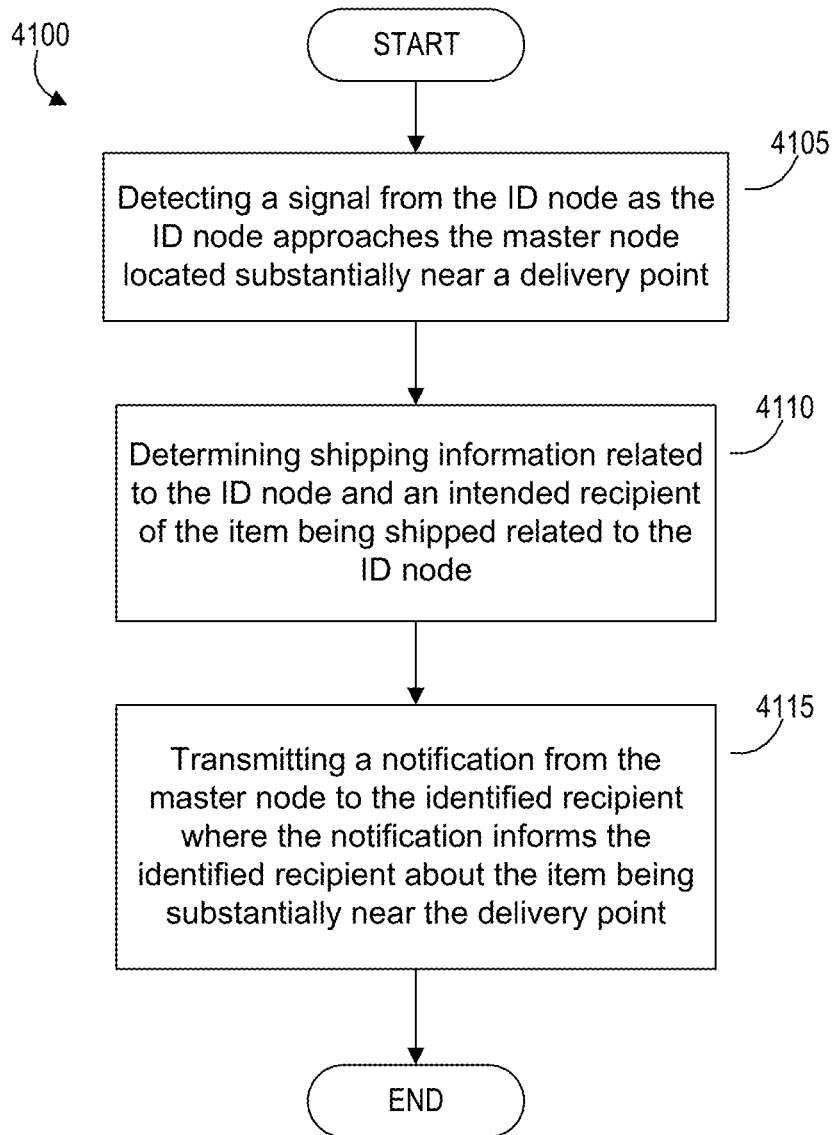 4100
START
4105
Detecting a signal from the ID node as the
ID node approaches the master node
located substantially near a delivery point
4110
Determining shipping information related
to the ID node and an intended recipient
of the item being shipped related to the
ID node
4115
Transmitting a notification from the
master node to the identified recipient
where the notification informs the
identified recipient about the item being
substantially near the delivery point
END